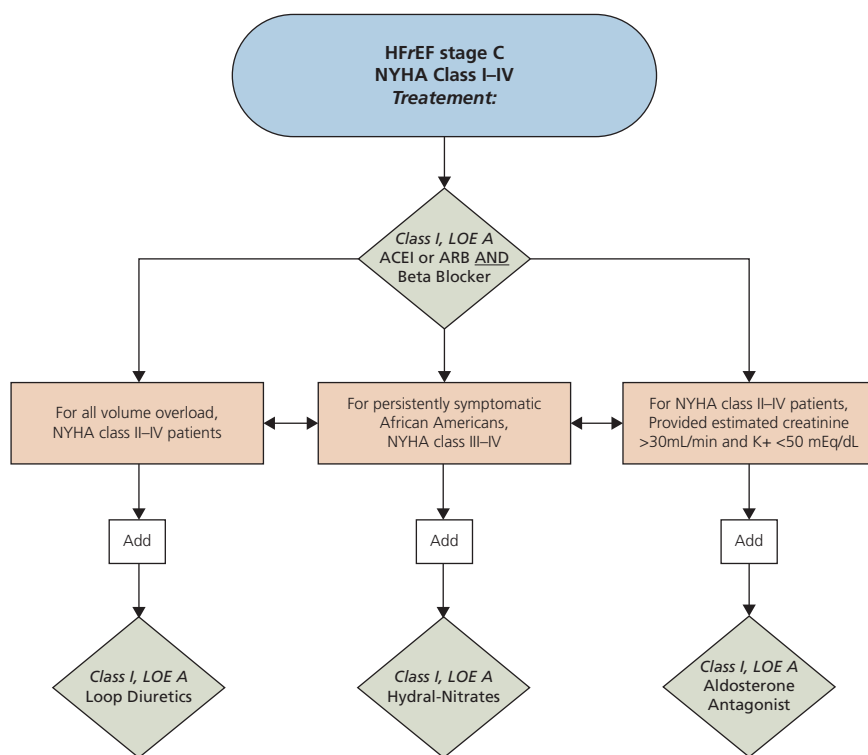 HFrEF stage C
NYHA Class I–IV
Treatement:
Class I, LOE A
ACEI or ARB AND
Beta Blocker
For all volume overload,
NYHA class II–IV patients
For persistently symptomatic
African Americans,
NYHA class III–IV
For NYHA class II–IV patients,
Provided estimated creatinine
>30mL/min and K+ <50 mEq/dL
Add
Add
Add
Class I, LOE A
Loop Diuretics
Class I, LOE A
Hydral-Nitrates
Class I, LOE A
Aldosterone
Antagonist